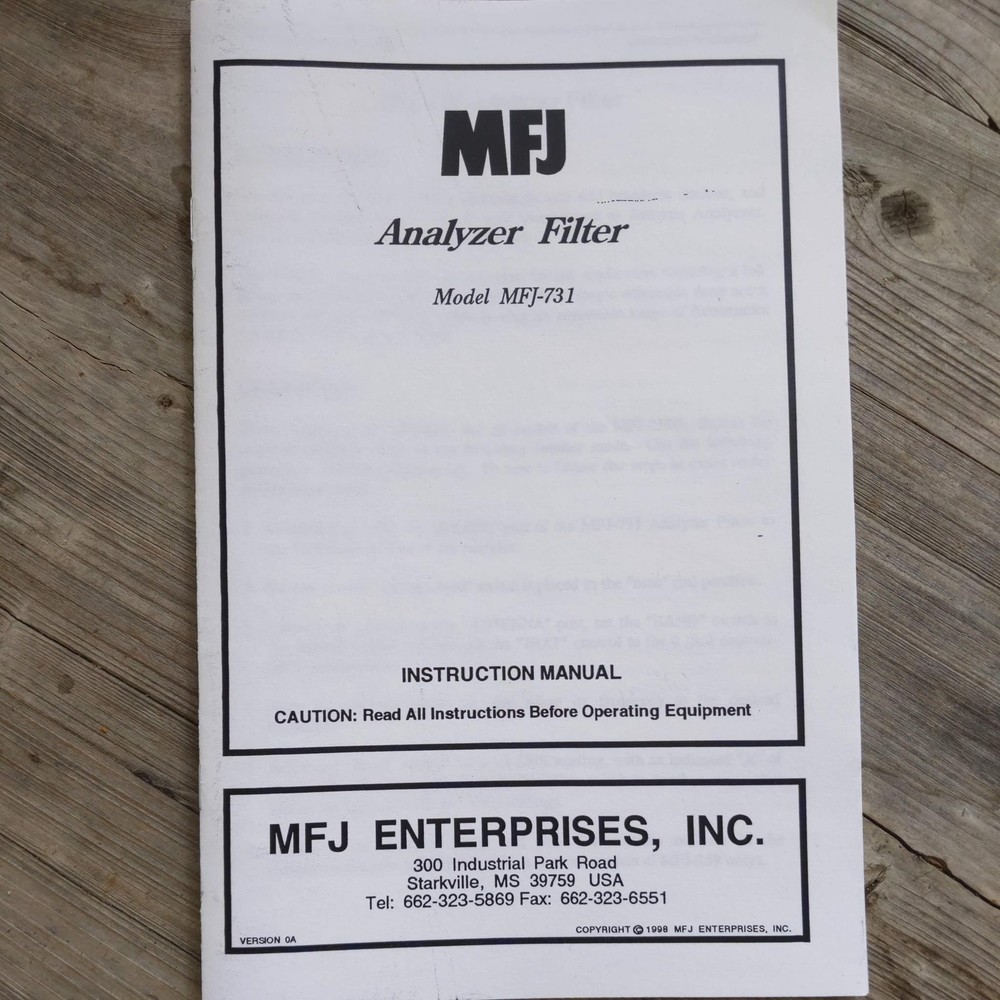 MFJ
Analyzer Filter
Model MFJ-731
INSTRUCTION MANUAL
CAUTION: Read All Instructions Before Operating Equipment
MFJ ENTERPRISES, INC.
300 Industrial Park Road
Starkville, MS 39759 USA
Tel: 662-323-5869 Fax: 662-323-6551
VERSION 0A
COPYRIGHT © 1998 MFJ ENTERPRISES, INC.